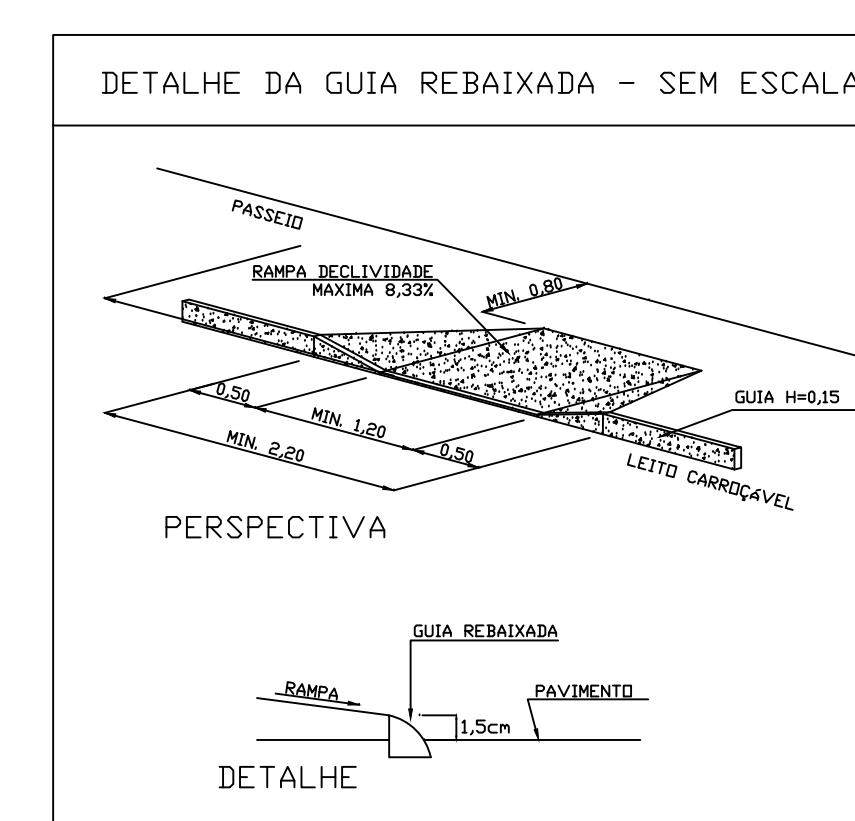 DETALHE DA GUIA REBAIXADA - SEM ESCALA
PASSEIO
RAMPA DECLIVIDADE
MAXIMA 8,33%
MIN. 0,80
GUIA H=0,15
0,50
MIN. 1,20
0,50
MIN. 2,20
LEITO CARROÇÁVEL
PERSPECTIVA
GUIA REBAIXADA
RAMPA
PAVIMENTO
1,5cm
DETALHE